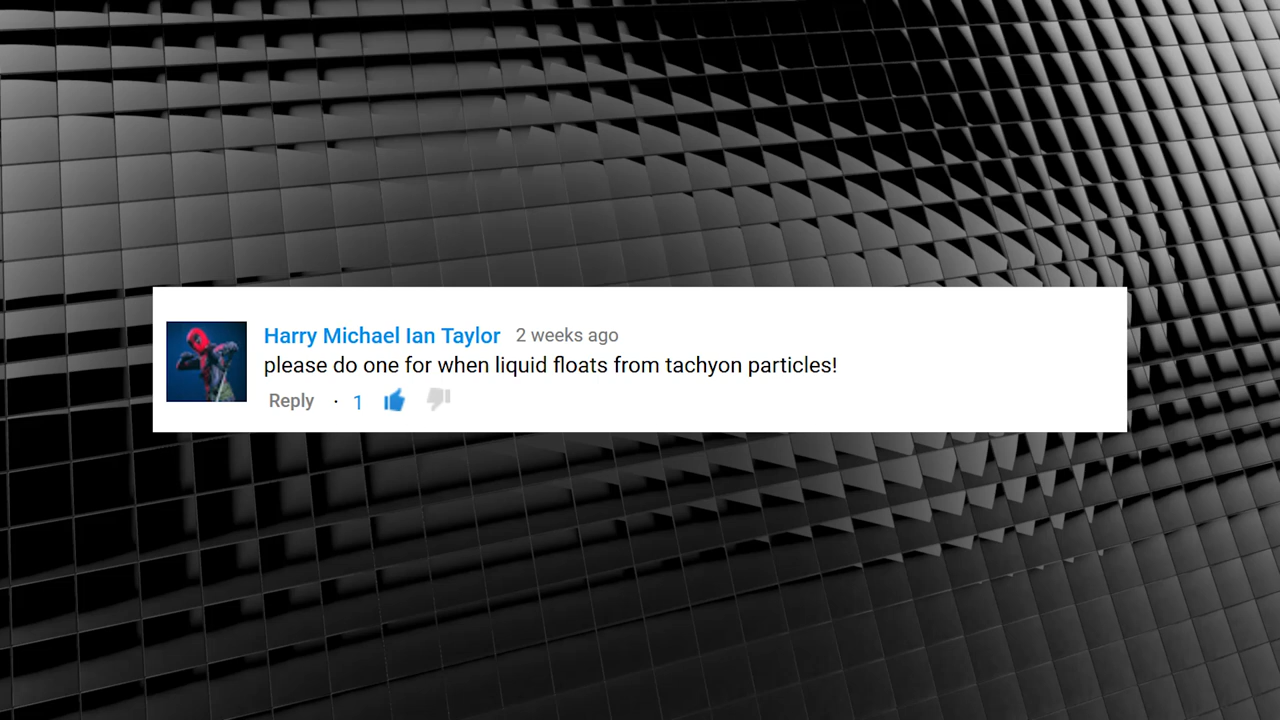 Harry Michael Ian Taylor 2 weeks ago
please do one for when liquid floats from tachyon particles!
Reply · 1